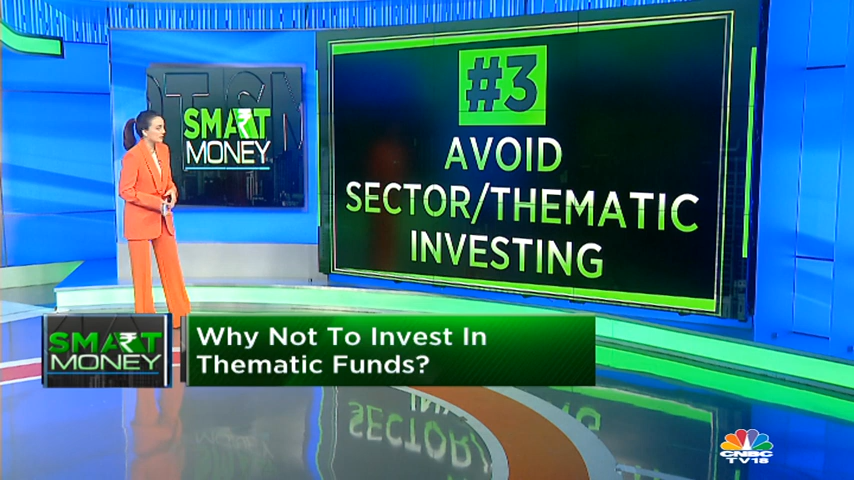 #3
AVOID
SECTOR/THEMATIC
INVESTING
SMART
MONEY
SMART
MONEY
Why Not To Invest In
Thematic Funds?
CNBC
TV18